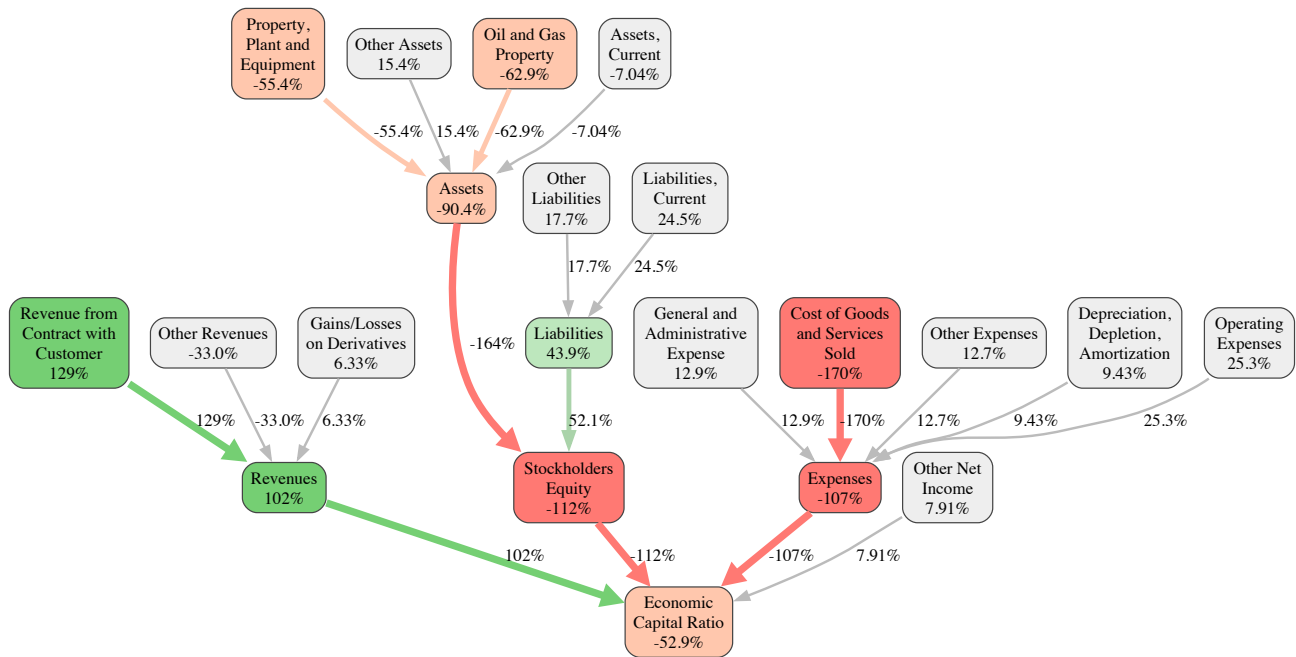 Property,
Plant and
Equipment
-55.4%
Other Assets
15.4%
Oil and Gas
Property
-62.9%
Assets,
Current
-7.04%
-55.4%
15.4%
-62.9%
-7.04%
Assets
-90.4%
Other
Liabilities
17.7%
Liabilities,
Current
24.5%
17.7%
24.5%
Revenue from
Contract with
Customer
129%
Other Revenues
-33.0%
Gains/Losses
on Derivatives
6.33%
-164%
Liabilities
43.9%
General and
Administrative
Expense
12.9%
Cost of Goods
and Services
Sold
-170%
Other Expenses
12.7%
Depreciation,
Depletion,
Amortization
9.43%
Operating
Expenses
25.3%
129%
-33.0%
6.33%
52.1%
12.9%
-170%
12.7%
9.43%
25.3%
Revenues
102%
Stockholders
Equity
-112%
Expenses
-107%
Other Net
Income
7.91%
102%
-112%
-107%
7.91%
Economic
Capital Ratio
-52.9%